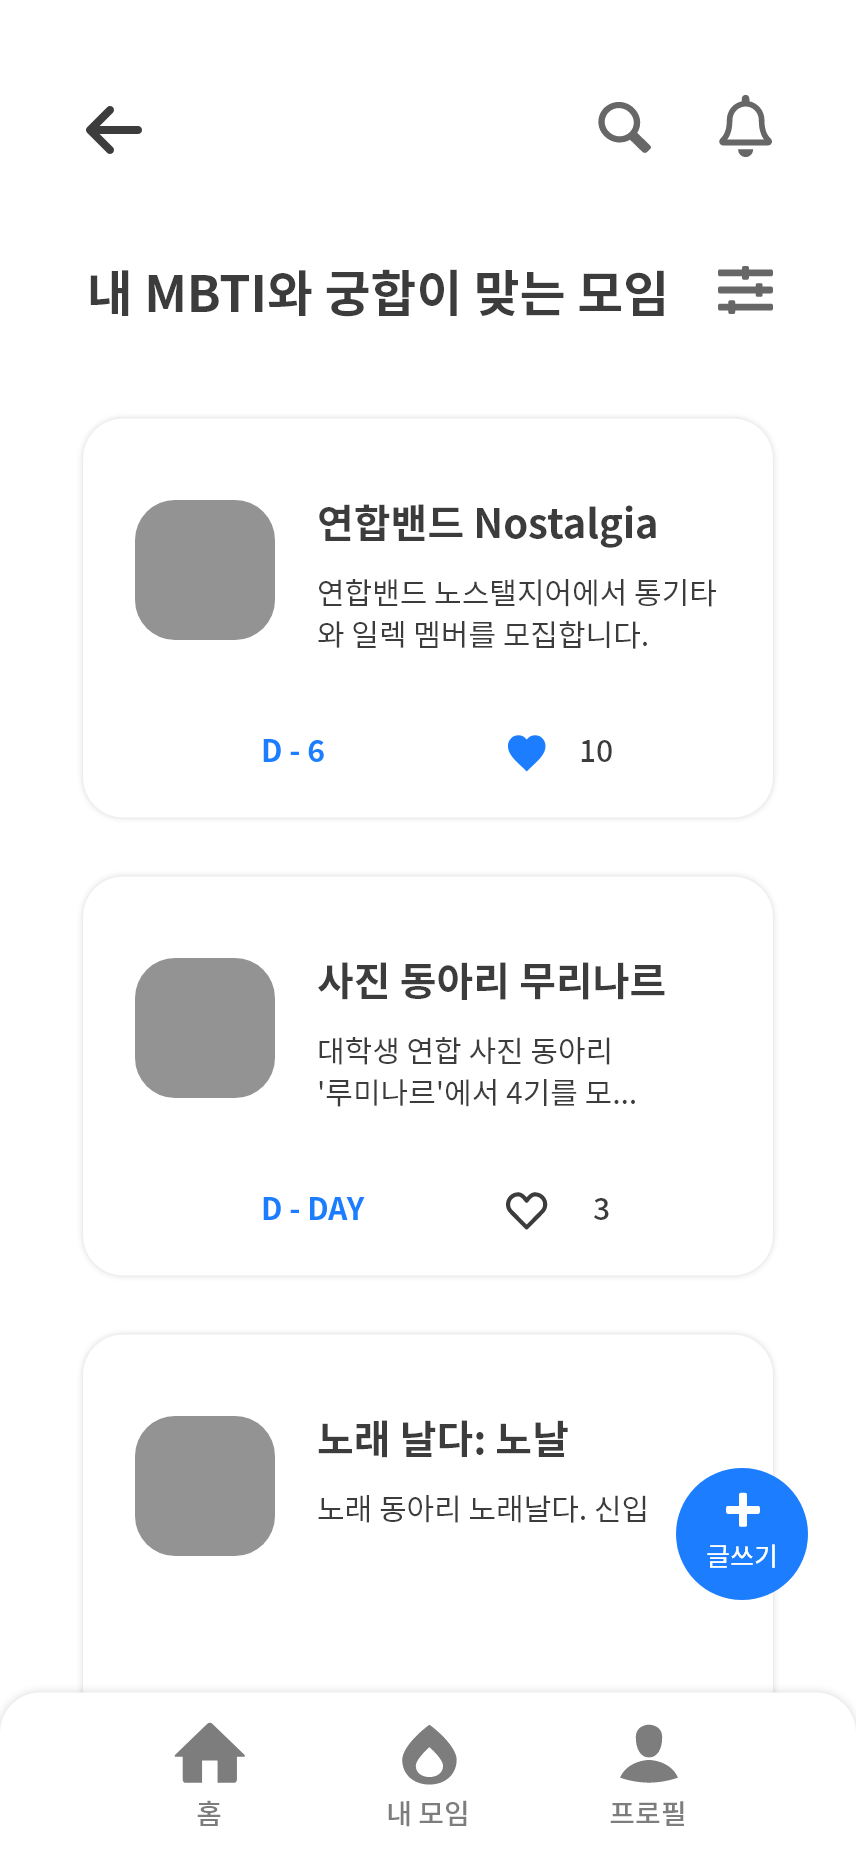 내 MBTI와 궁합이 맞는 모임
연합밴드 Nostalgia
연합밴드 노스탤지어에서 통기타
와 일렉 멤버를 모집합니다.
D - 6
10
사진 동아리 무리나르
대학생 연합 사진 동아리
'루미나르'에서 4기를 모...
D - DAY
3
노래 날다: 노날
노래 동아리 노래날다. 신입
글쓰기
홈
내 모임
프로필